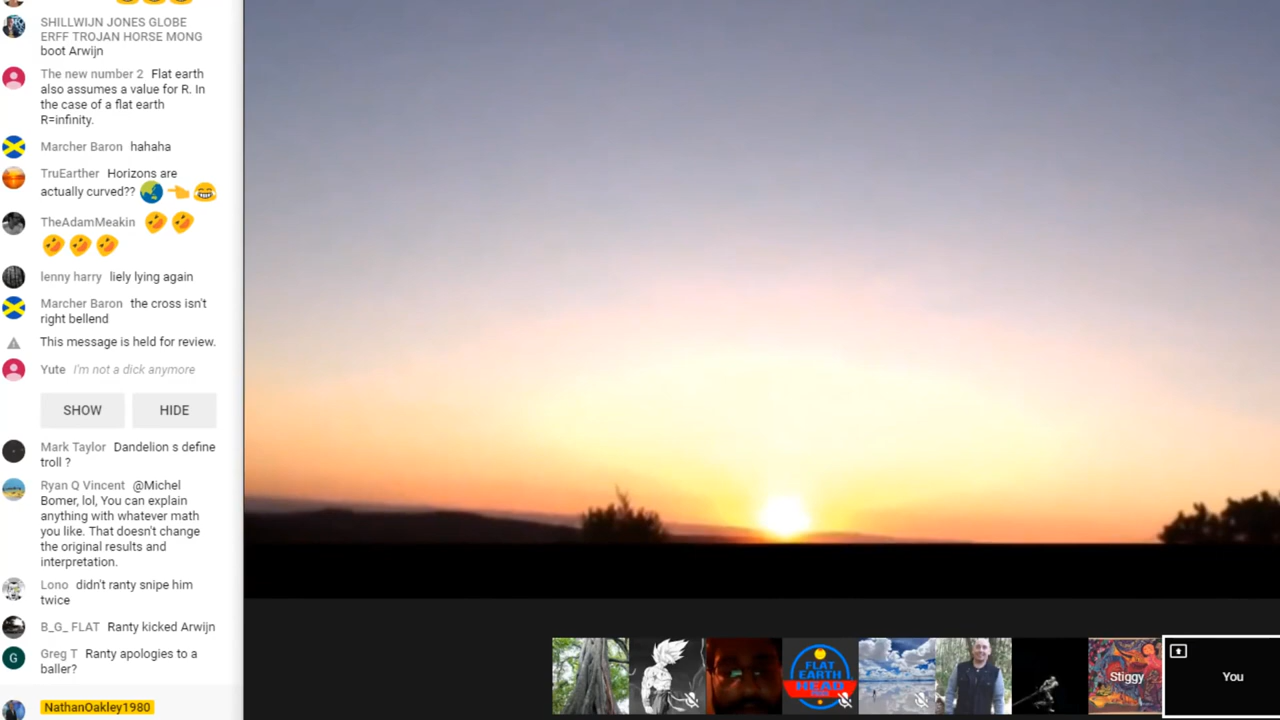 SHILLWIJN JONES GLOBE
ERFF TROJAN HORSE MONG
boot Arwijn
The new number 2 Flat earth
also assumes a value for R. In
the case of a flat earth
R=infinity.
Marcher Baron hahaha
TruEarther Horizons are
actually curved??
TheAdamMeakin
lenny harry liely lying again
Marcher Baron the cross isn't
right bellend
This message is held for review.
Yute I'm not a dick anymore
SHOW HIDE
Mark Taylor Dandelion s define
troll ?
Ryan Q Vincent @Michel
Bomer, lol, You can explain
anything with whatever math
you like. That doesn't change
the original results and
interpretation.
Lono didn't ranty snipe him
twice
B_G_ FLAT Ranty kicked Arwijn
G Greg T Ranty apologies to a
baller?
NathanOakley1980
FLAT
EARTH
HEAD
Stiggy
You